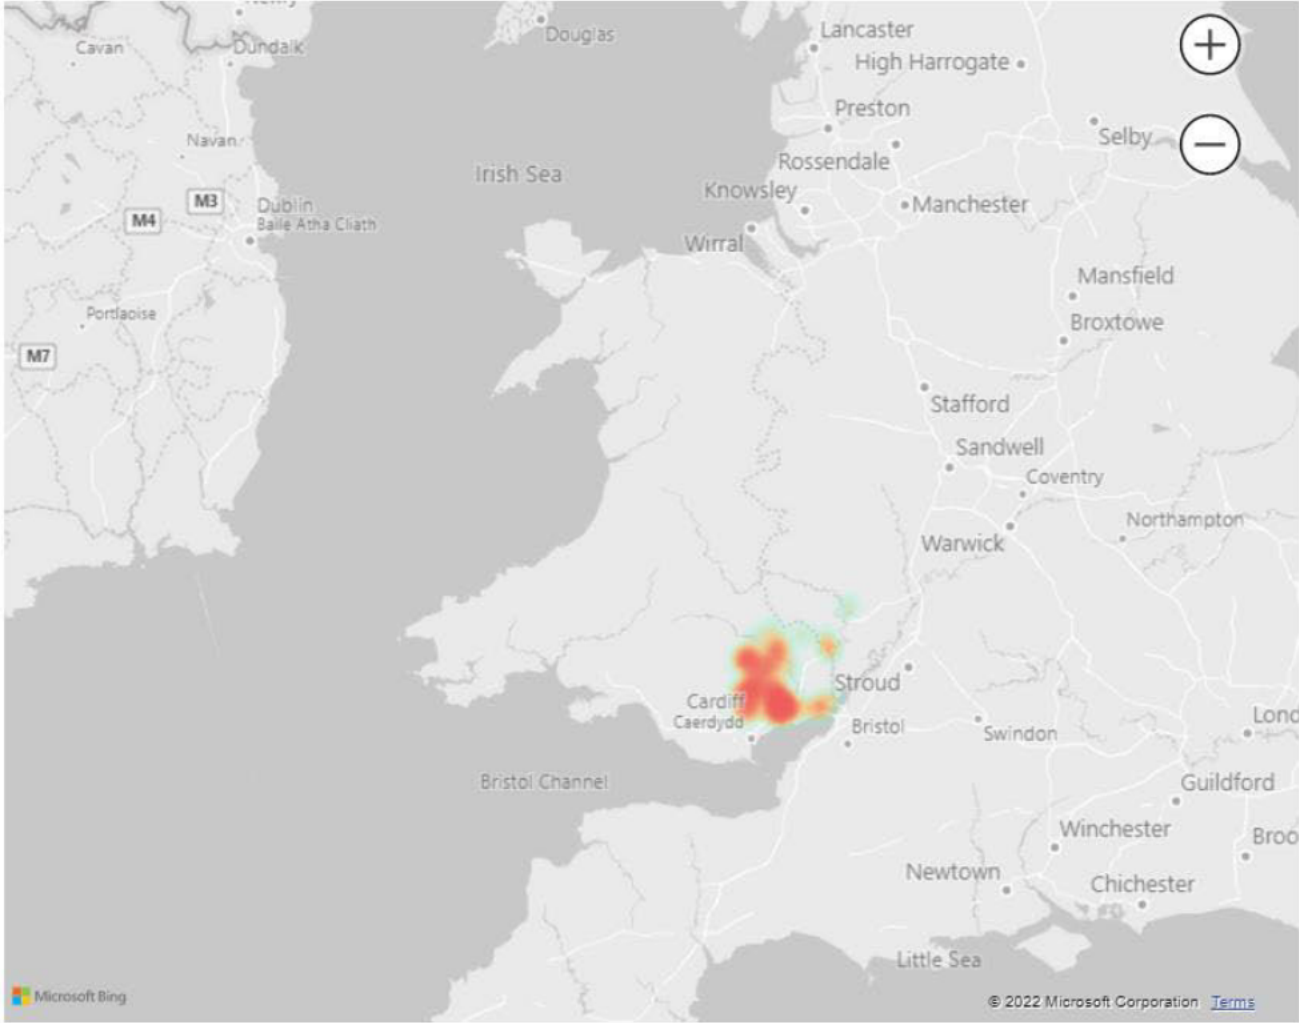 Newry
Cavan
Dundalk
Douglas
Lancaster
High Harrogate
Preston
Selby
Navan
Rossendale
Irish Sea
Knowsley
M3
Manchester
Dublin
Baile Atha Cliath
M4
Wirral
Mansfield
Portlaoise
Broxtowe
M7
Stafford
Sandwell
Coventry
Northampton
Warwick
Stroud
Cardiff
Caerdydd
Bristol
Swindon
Lond
Bristol Channel
Guildford
Winchester
Broo
Newtown
Chichester
Little Sea
Microsoft Bing
© 2022 Microsoft Corporation Terms